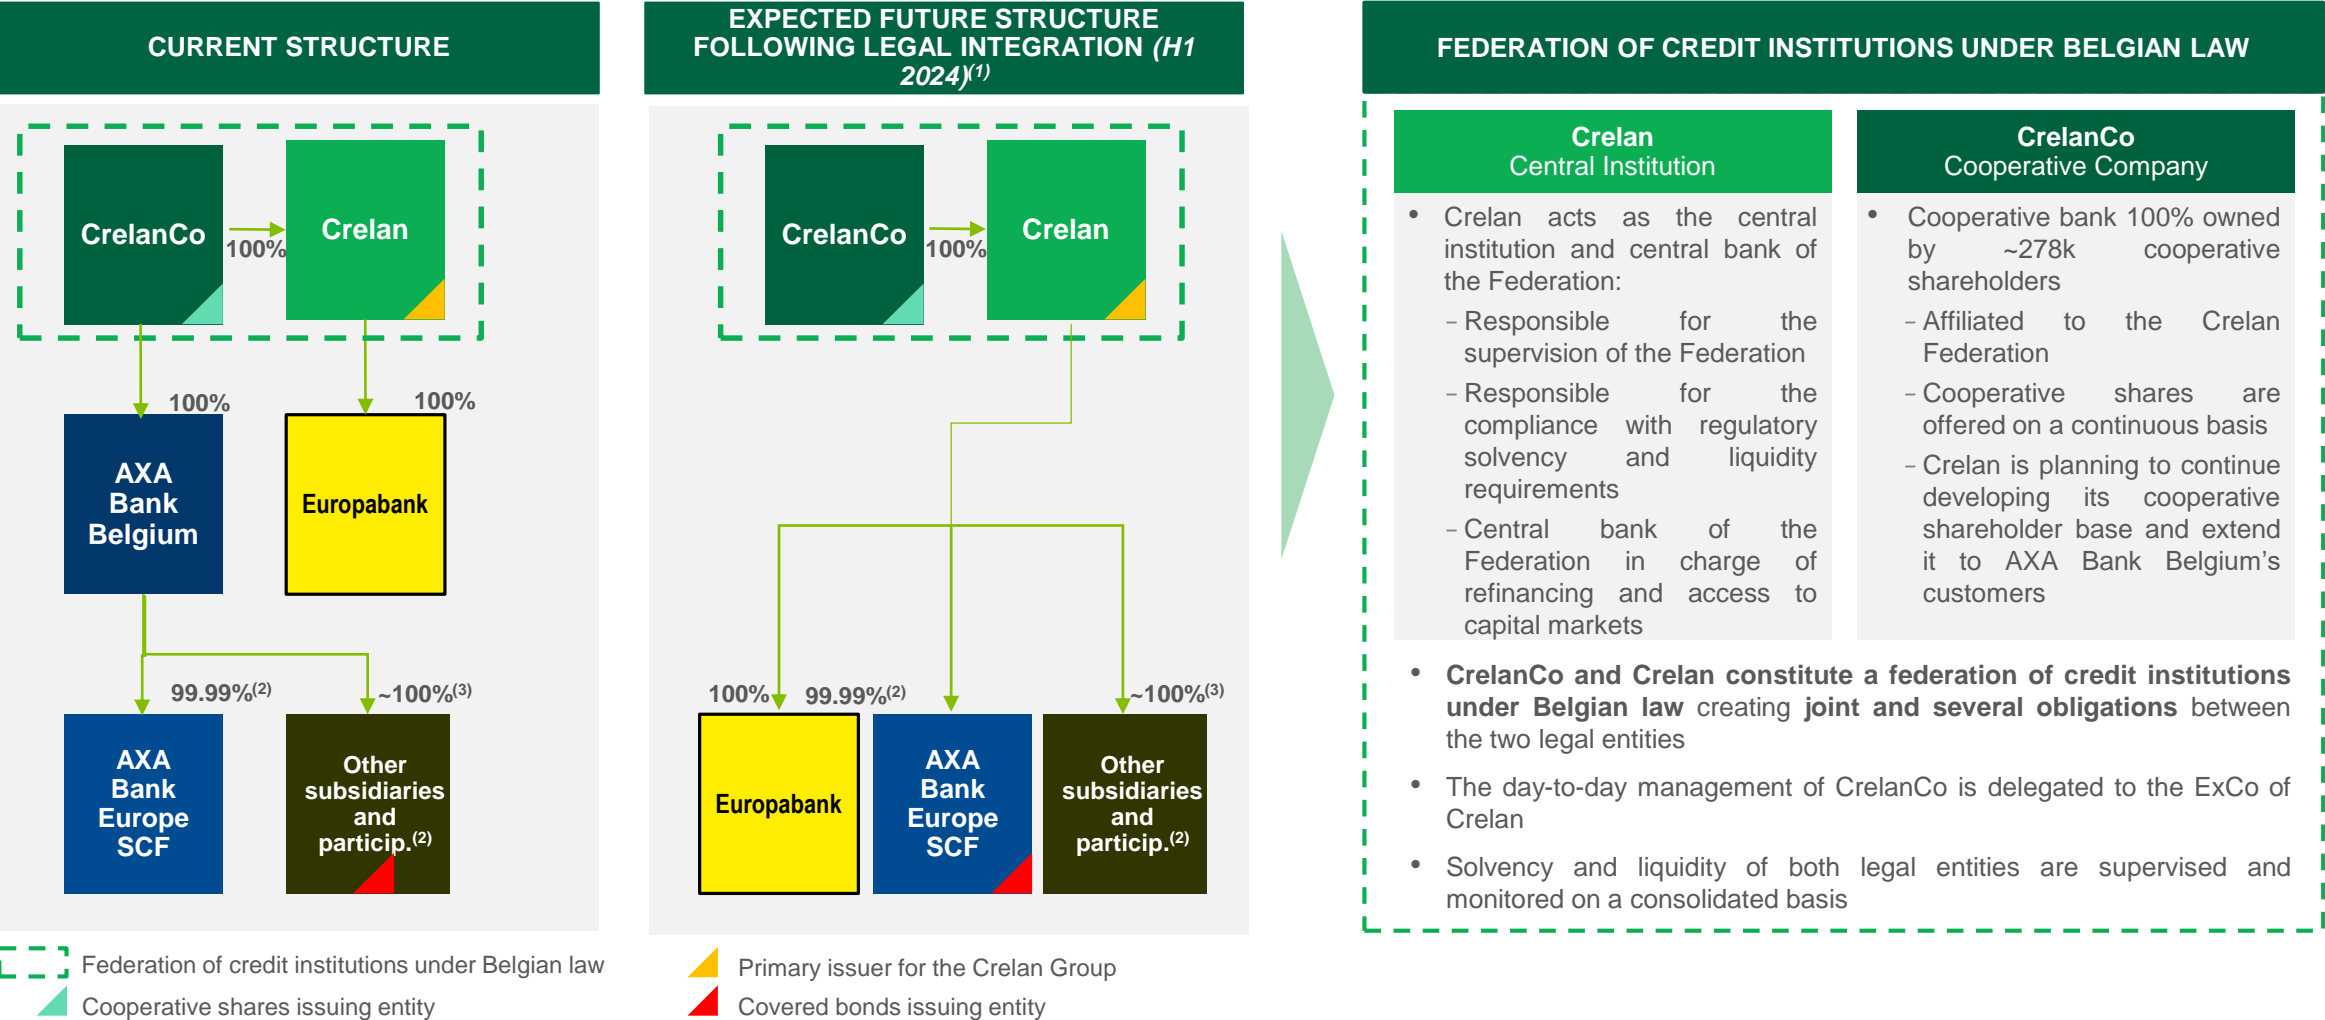 CURRENT STRUCTURE
CrelanCo
100%
Crelan
100%
100%
AXA
Bank
Belgium
Europabank
99.99%(2)
~100%(3)
AXA
Bank
Europe
SCF
Other
subsidiaries
and
particip.(2)
EXPECTED FUTURE STRUCTURE
FOLLOWING LEGAL INTEGRATION (H1
2024)(1)
CrelanCo
100%
Crelan
100%
99.99%(2)
~100%(3)
Europabank
AXA
Bank
Europe
SCF
Other
subsidiaries
and
particip.(2)
FEDERATION OF CREDIT INSTITUTIONS UNDER BELGIAN LAW
Crelan
Central Institution
• Crelan acts as the central
institution and central bank of
the Federation:
− Responsible for the
supervision of the Federation
− Responsible for the
compliance with regulatory
solvency and liquidity
requirements
− Central bank of the
Federation in charge of
refinancing and access to
capital markets
CrelanCo
Cooperative Company
• Cooperative bank 100% owned
by ~278k cooperative
shareholders
− Affiliated to the Crelan
Federation
− Cooperative shares are
offered on a continuous basis
− Crelan is planning to continue
developing its cooperative
shareholder base and extend
it to AXA Bank Belgium’s
customers
• CrelanCo and Crelan constitute a federation of credit institutions
under Belgian law creating joint and several obligations between
the two legal entities
• The day-to-day management of CrelanCo is delegated to the ExCo of
Crelan
• Solvency and liquidity of both legal entities are supervised and
monitored on a consolidated basis
Federation of credit institutions under Belgian law
Cooperative shares issuing entity
Primary issuer for the Crelan Group
Covered bonds issuing entity